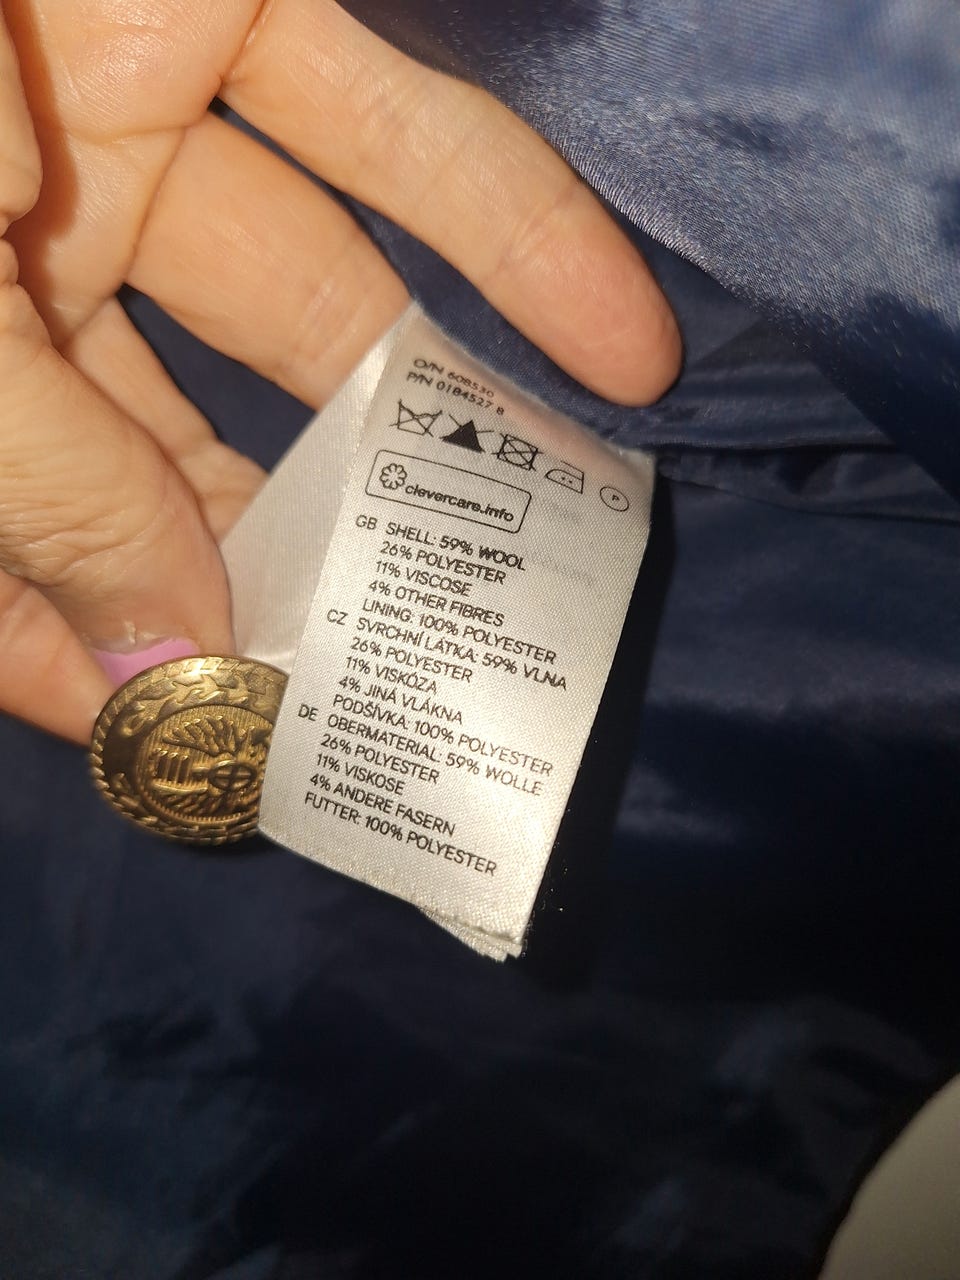 O/N 608530
P/N 0184527 8
P
clevercare.info
GB SHELL: 59% WOOL
26% POLYESTER
11% VISCOSE
4% OTHER FIBRES
LINING: 100% POLYESTER
CZ SVRCHNÍ LÁTKA: 59% VLNA
26% POLYESTER
11% VISKÓZA
4% JINÁ VLÁKNA
PODŠÍVKA: 100% POLYESTER
DE OBERMATERIAL: 59% WOLLE
26% POLYESTER
11% VISKOSE
4% ANDERE FASERN
FUTTER: 100% POLYESTER